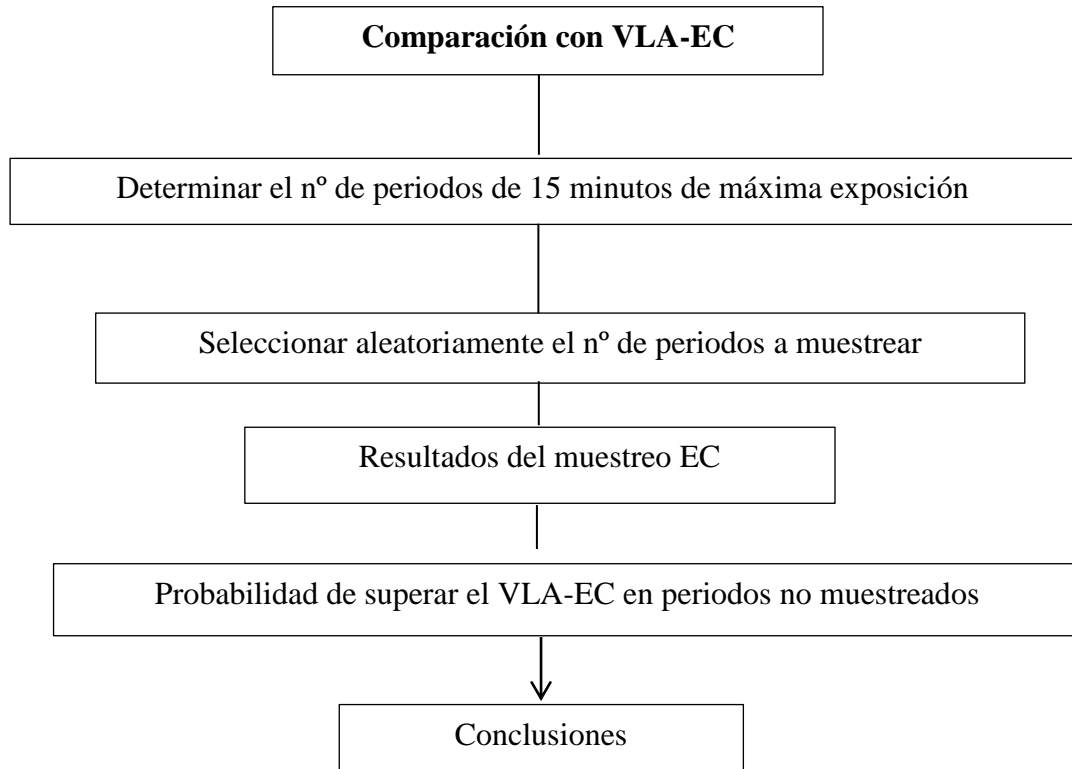 Comparación con VLA-EC
Determinar el nº de periodos de 15 minutos de máxima exposición
Seleccionar aleatoriamente el nº de periodos a muestrear
Resultados del muestreo EC
Probabilidad de superar el VLA-EC en periodos no muestreados
Conclusiones